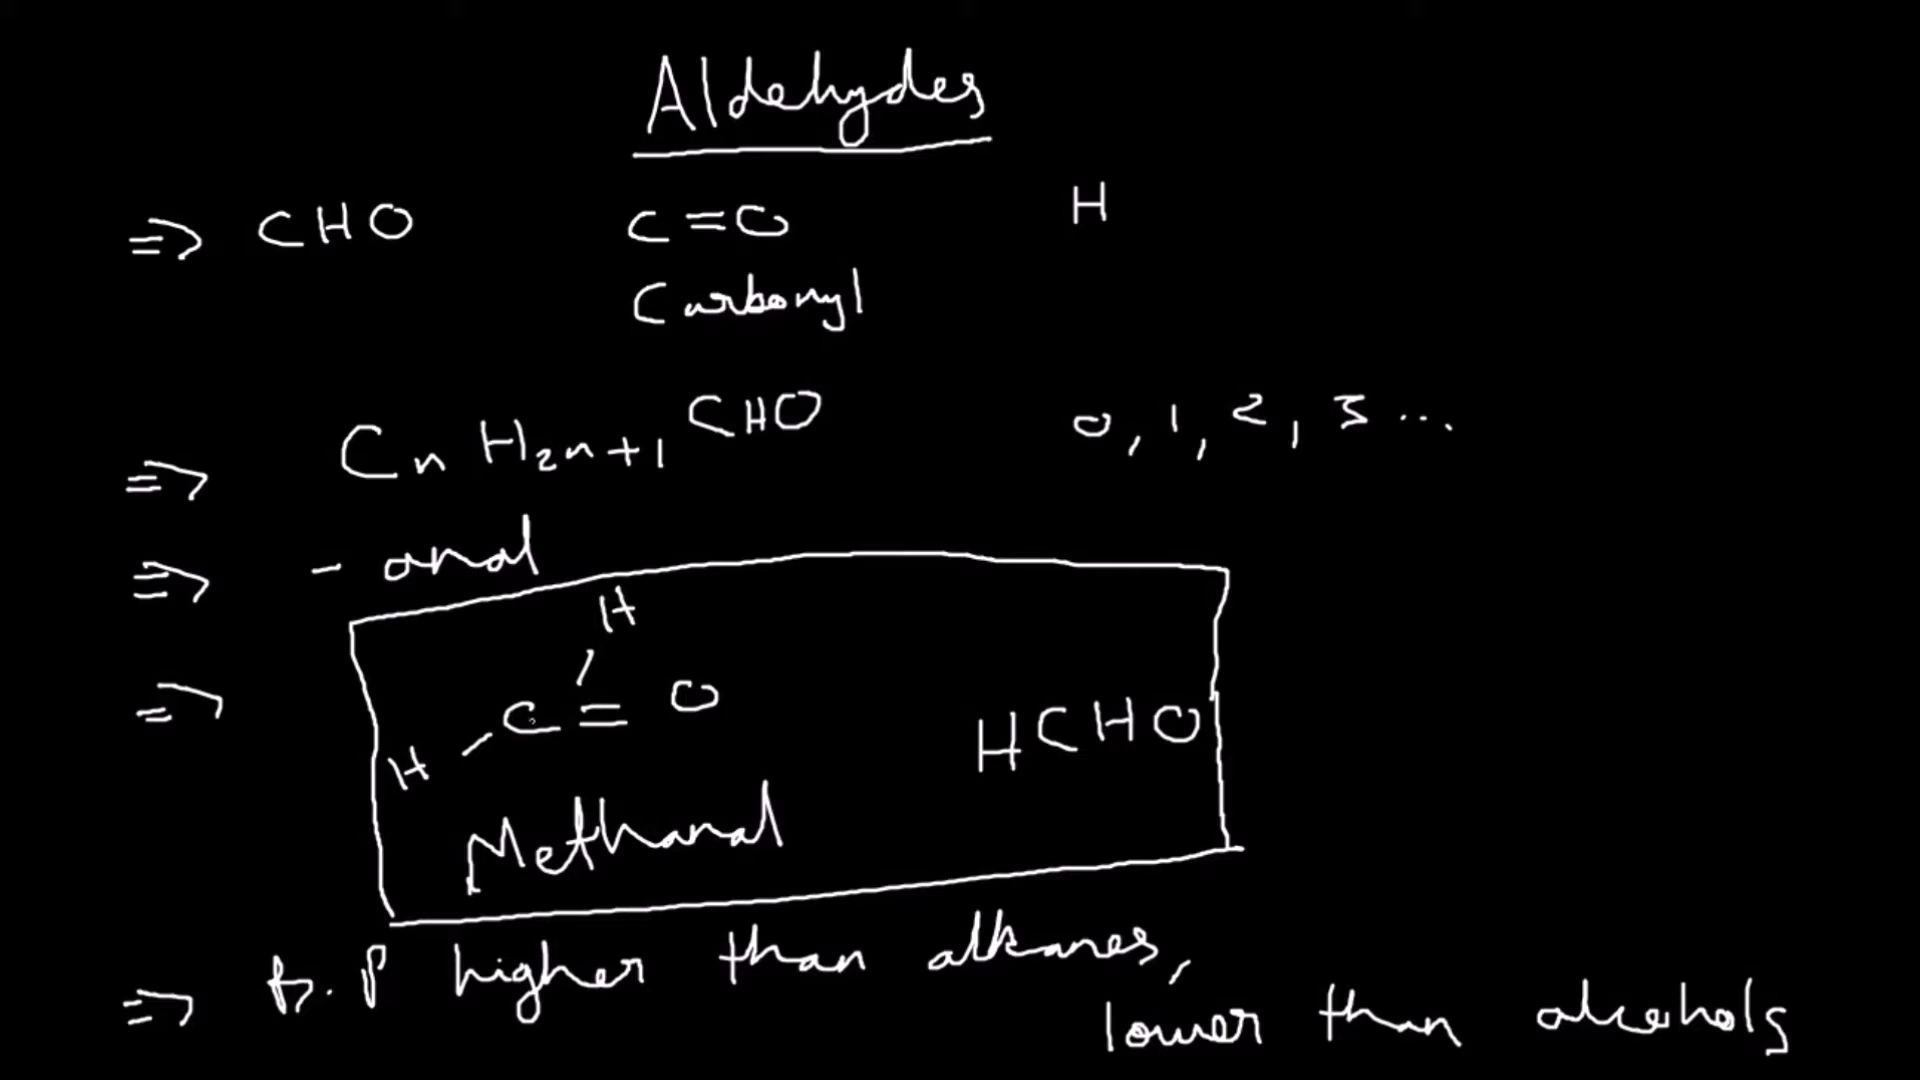 Aldehydes
=> CHO C=O H
Carbonyl
=> CnH2n+1CHO 0, 1, 2, 3 ...
=> - anal
=>
H
C = O
H
HCHO
Methanal
=> b.p higher than alkanes,
lower than alcohols